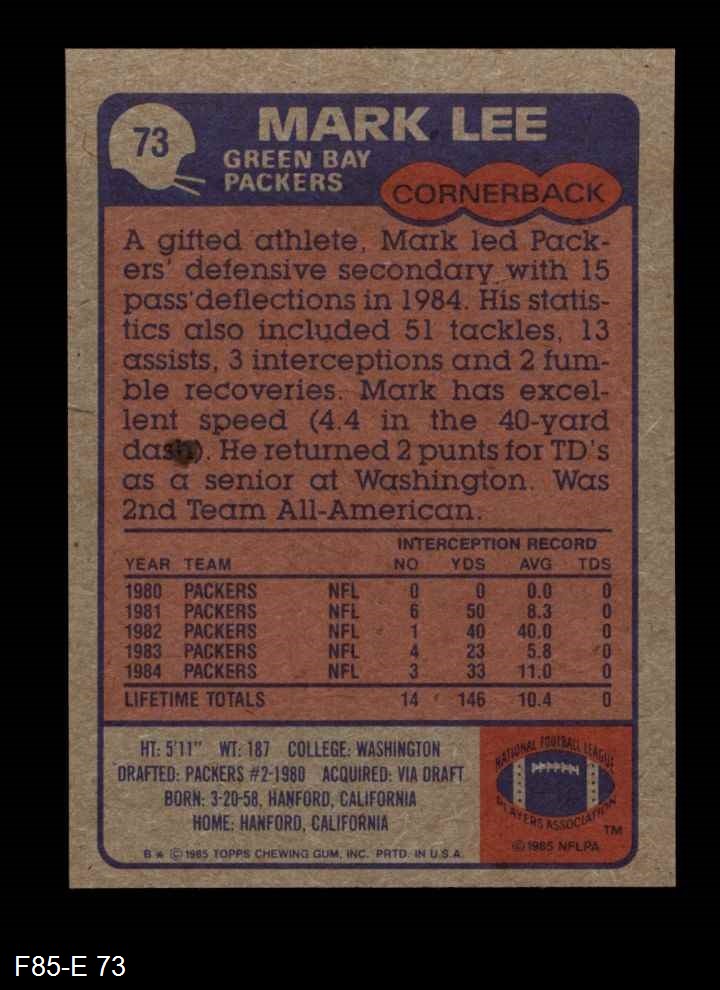 73
MARK LEE
GREEN BAY
PACKERS
CORNERBACK
A gifted athlete, Mark led Pack-
ers' defensive secondary with 15
pass deflections in 1984. His statis-
tics also included 51 tackles, 13
assists, 3 interceptions and 2 fum-
ble recoveries. Mark has excel-
lent speed (4.4 in the 40-yard
dash). He returned 2 punts for TD's
as a senior at Washington. Was
2nd Team All-American.
INTERCEPTION RECORD
YEAR TEAM NO YDS AVG TDS
1980 PACKERS NFL 0 0 0.0 0
1981 PACKERS NFL 6 50 8.3 0
1982 PACKERS NFL 1 40 40.0 0
1983 PACKERS NFL 4 23 5.8 0
1984 PACKERS NFL 3 33 11.0 0
LIFETIME TOTALS 14 146 10.4 0
HT: 5'11" WT: 187 COLLEGE: WASHINGTON
DRAFTED: PACKERS #2-1980 ACQUIRED: VIA DRAFT
BORN: 3-20-58, HANFORD, CALIFORNIA
HOME: HANFORD, CALIFORNIA
B* ©1985 TOPPS CHEWING GUM, INC. PRTD. IN U.S.A.
NATIONAL FOOTBALL LEAGUE
PLAYERS ASSOCIATION
TM
©1985 NFLPA
F85-E 73